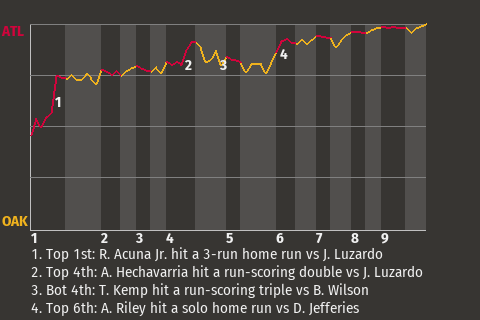 ATL
1
2
3
4
OAK
1 2 3 4 5 6 7 8 9
1. Top 1st: R. Acuna Jr. hit a 3-run home run vs J. Luzardo
2. Top 4th: A. Hechavarria hit a run-scoring double vs J. Luzardo
3. Bot 4th: T. Kemp hit a run-scoring triple vs B. Wilson
4. Top 6th: A. Riley hit a solo home run vs D. Jefferies